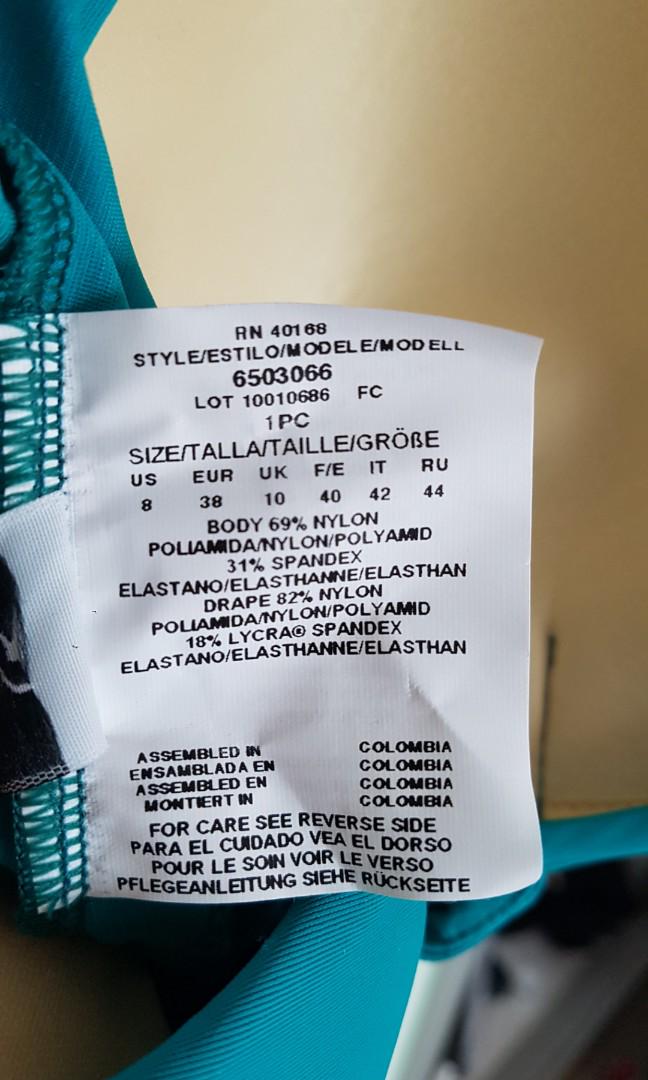 RN 40168
STYLE/ESTILO/MODELE/MODELL
6503066
LOT 10010686 FC
1PC
SIZE/TALLA/TAILLE/GRÖßE
US EUR UK F/E IT RU
8 38 10 40 42 44
BODY 69% NYLON
POLIAMIDA/NYLON/POLYAMID
31% SPANDEX
ELASTANO/ELASTHANNE/ELASTHAN
DRAPE 82% NYLON
POLIAMIDA/NYLON/POLYAMID
18% LYCRA® SPANDEX
ELASTANO/ELASTHANNE/ELASTHAN
ASSEMBLED IN COLOMBIA
ENSAMBLADA EN COLOMBIA
ASSEMBLED EN COLOMBIA
MONTIERT IN COLOMBIA
FOR CARE SEE REVERSE SIDE
PARA EL CUIDADO VEA EL DORSO
POUR LE SOIN VOIR LE VERSO
PFLEGEANLEITUNG SIEHE RÜCKSEITE